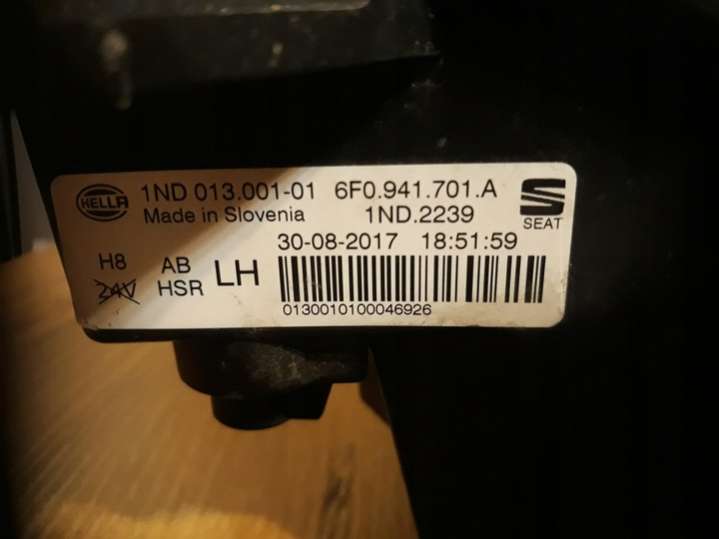 HELLA
1ND 013.001-01 6F0.941.701.A
Made in Slovenia 1ND.2239
SEAT
30-08-2017 18:51:59
H8 AB LH
24V HSR
0130010100046926